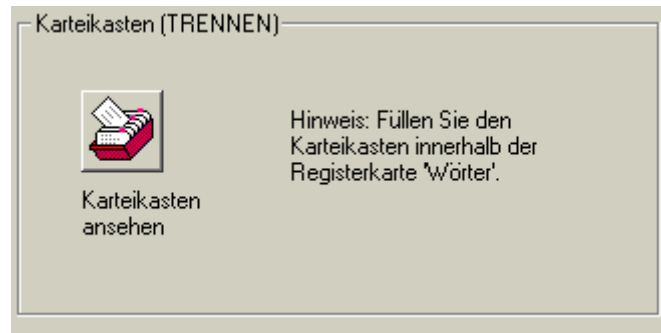 Karteikasten (TRENNEN)
Hinweis: Füllen Sie den
Karteikasten innerhalb der
Registerkarte 'Wörter'.
Karteikasten
ansehen